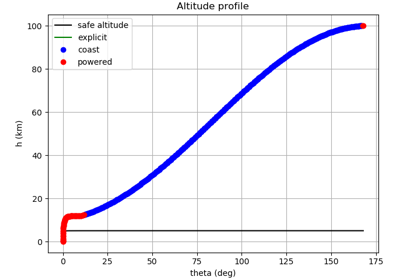 Altitude profile
safe altitude
explicit
coast
powered
h (km)
100
80
60
40
20
0
0 25 50 75 100 125 150 175
theta (deg)